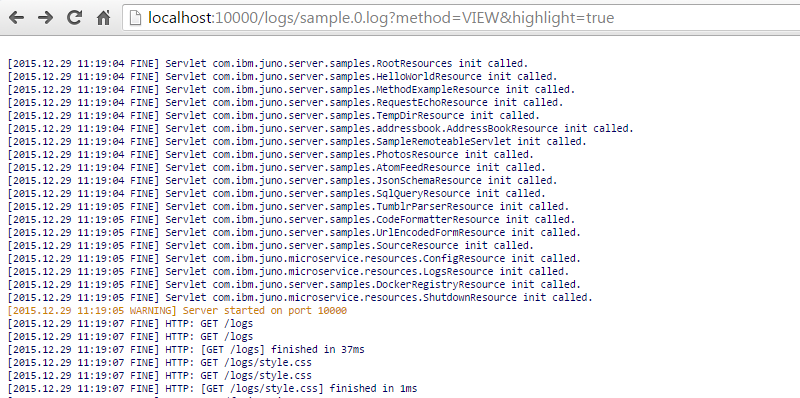 localhost:10000/logs/sample.0.log?method=VIEW&highlight=true
[2015.12.29 11:19:04 FINE] Servlet com.ibm.juno.server.samples.RootResources init called.
[2015.12.29 11:19:04 FINE] Servlet com.ibm.juno.server.samples.HelloWorldResource init called.
[2015.12.29 11:19:04 FINE] Servlet com.ibm.juno.server.samples.MethodExampleResource init called.
[2015.12.29 11:19:04 FINE] Servlet com.ibm.juno.server.samples.RequestEchoResource init called.
[2015.12.29 11:19:04 FINE] Servlet com.ibm.juno.server.samples.TempDirResource init called.
[2015.12.29 11:19:04 FINE] Servlet com.ibm.juno.server.samples.addressbook.AddressBookResource init called.
[2015.12.29 11:19:04 FINE] Servlet com.ibm.juno.server.samples.SampleRemoteableServlet init called.
[2015.12.29 11:19:04 FINE] Servlet com.ibm.juno.server.samples.PhotosResource init called.
[2015.12.29 11:19:04 FINE] Servlet com.ibm.juno.server.samples.AtomFeedResource init called.
[2015.12.29 11:19:04 FINE] Servlet com.ibm.juno.server.samples.JsonSchemaResource init called.
[2015.12.29 11:19:04 FINE] Servlet com.ibm.juno.server.samples.SqlQueryResource init called.
[2015.12.29 11:19:05 FINE] Servlet com.ibm.juno.server.samples.TumblrParserResource init called.
[2015.12.29 11:19:05 FINE] Servlet com.ibm.juno.server.samples.CodeFormatterResource init called.
[2015.12.29 11:19:05 FINE] Servlet com.ibm.juno.server.samples.UrlEncodedFormResource init called.
[2015.12.29 11:19:05 FINE] Servlet com.ibm.juno.server.samples.SourceResource init called.
[2015.12.29 11:19:05 FINE] Servlet com.ibm.juno.microservice.resources.ConfigResource init called.
[2015.12.29 11:19:05 FINE] Servlet com.ibm.juno.microservice.resources.LogsResource init called.
[2015.12.29 11:19:05 FINE] Servlet com.ibm.juno.server.samples.DockerRegistryResource init called.
[2015.12.29 11:19:05 FINE] Servlet com.ibm.juno.microservice.resources.ShutdownResource init called.
[2015.12.29 11:19:05 WARNING] Server started on port 10000
[2015.12.29 11:19:07 FINE] HTTP: GET /logs
[2015.12.29 11:19:07 FINE] HTTP: GET /logs
[2015.12.29 11:19:07 FINE] HTTP: [GET /logs] finished in 37ms
[2015.12.29 11:19:07 FINE] HTTP: GET /logs/style.css
[2015.12.29 11:19:07 FINE] HTTP: GET /logs/style.css
[2015.12.29 11:19:07 FINE] HTTP: [GET /logs/style.css] finished in 1ms